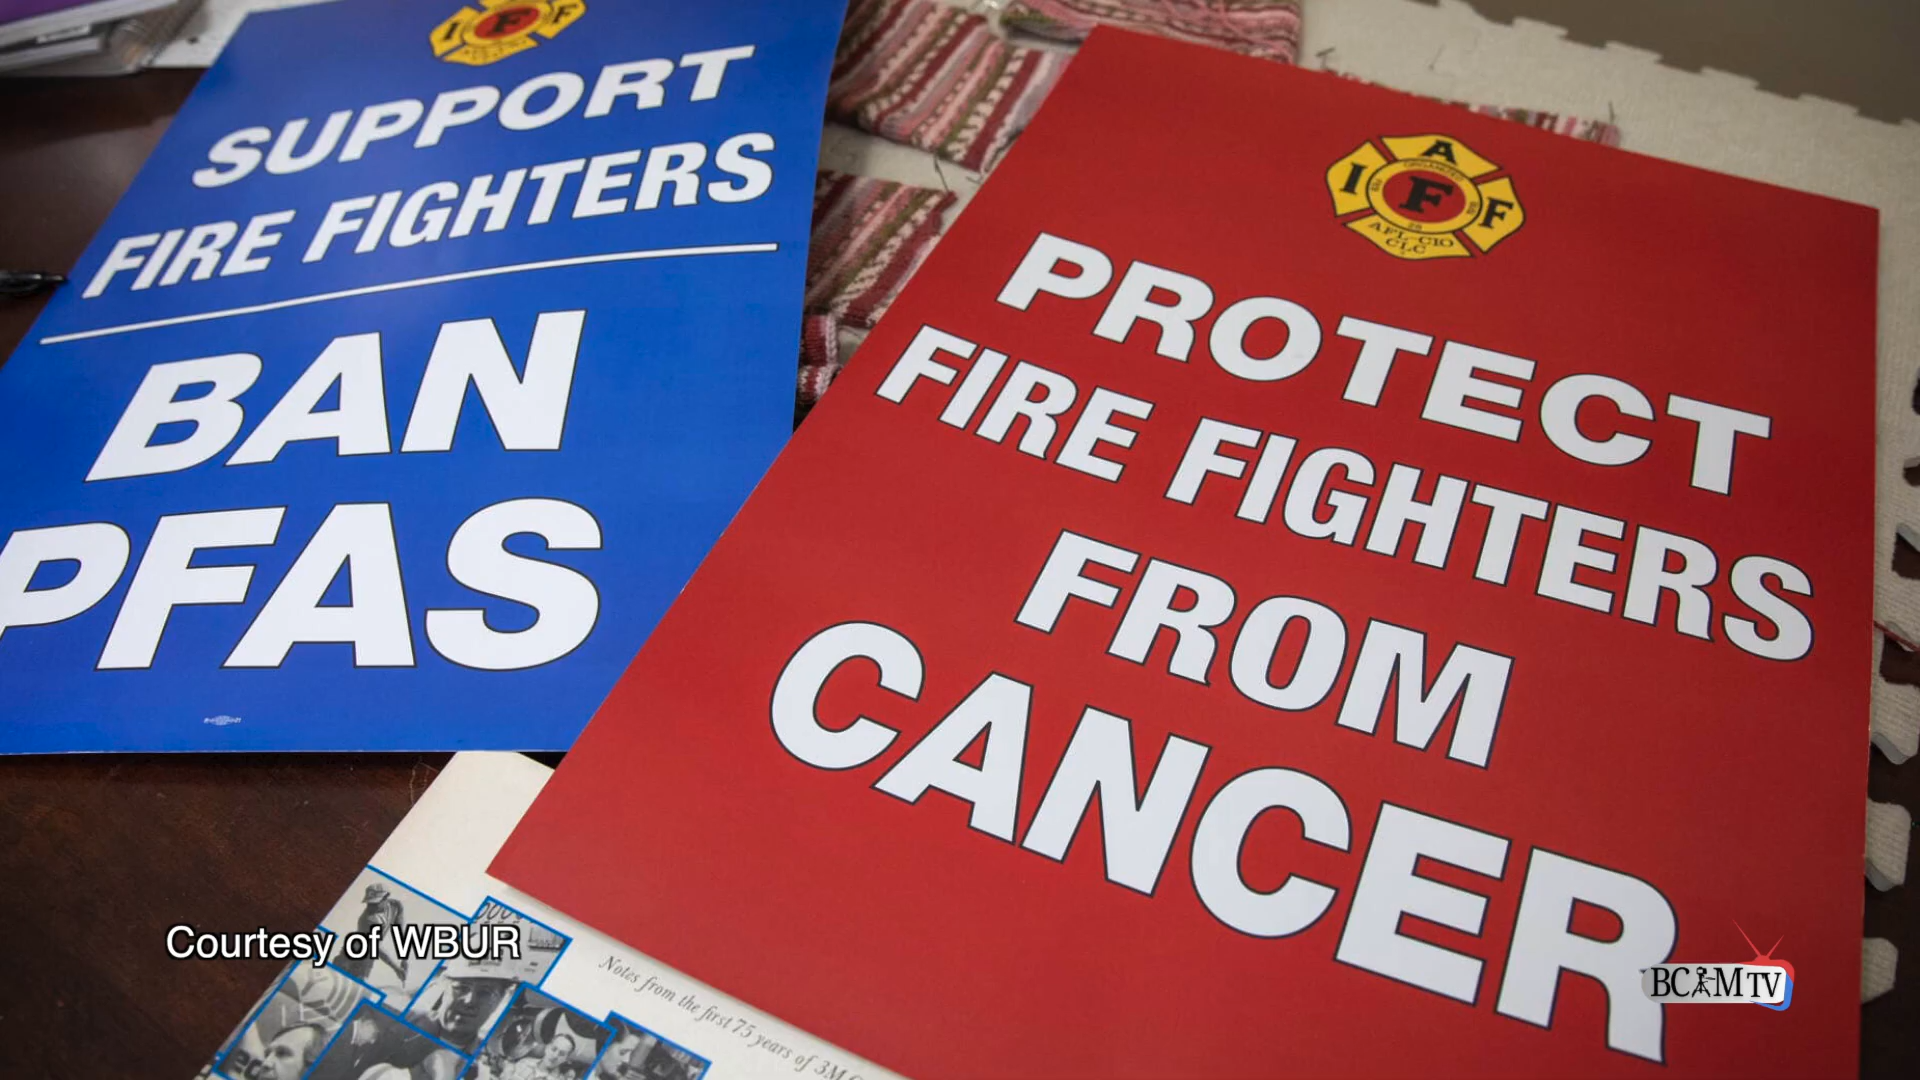 I F F
SUPPORT
FIRE FIGHTERS
BAN
PFAS
I A F F
F
AFL-CIO
CLC
PROTECT
FIRE FIGHTERS
FROM
CANCER
Courtesy of WBUR
Notes from the first 75 years of 3M
BCAMTV